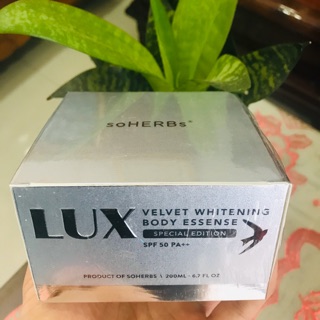 soHERBs
LUX
VELVET WHITENING
BODY ESSENSE
SPECIAL EDITION
SPF 50 PA++
PRODUCT OF SOHERBS \ 200ML - 6.7 FL OZ